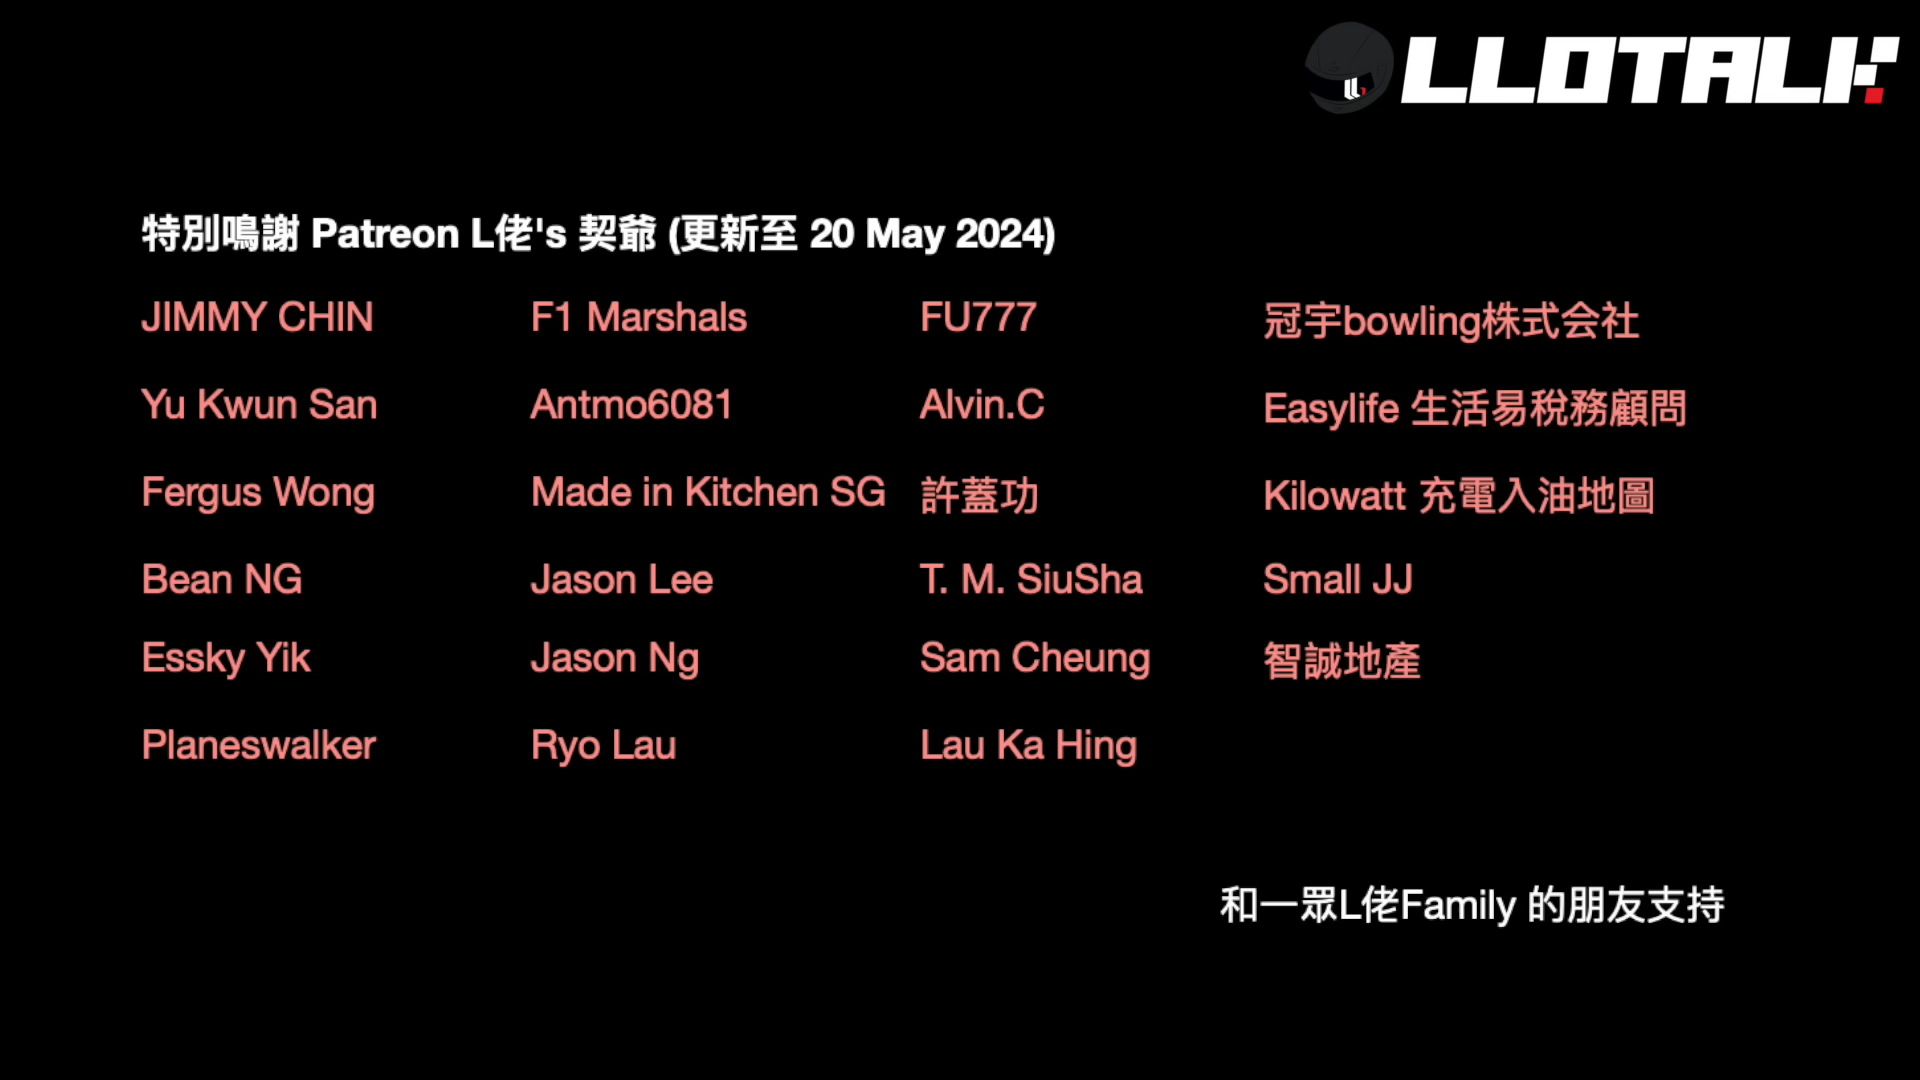 LLOTALK
特別鳴謝 Patreon L佬's 契爺 (更新至 20 May 2024)
JIMMY CHIN
F1 Marshals
FU777
冠宇bowling株式会社
Yu Kwun San
Antmo6081
Alvin.C
Easylife 生活易稅務顧問
Fergus Wong
Made in Kitchen SG
許蓋功
Kilowatt 充電入油地圖
Bean NG
Jason Lee
T. M. SiuSha
Small JJ
Essky Yik
Jason Ng
Sam Cheung
智誠地產
Planeswalker
Ryo Lau
Lau Ka Hing
和一眾L佬Family 的朋友支持